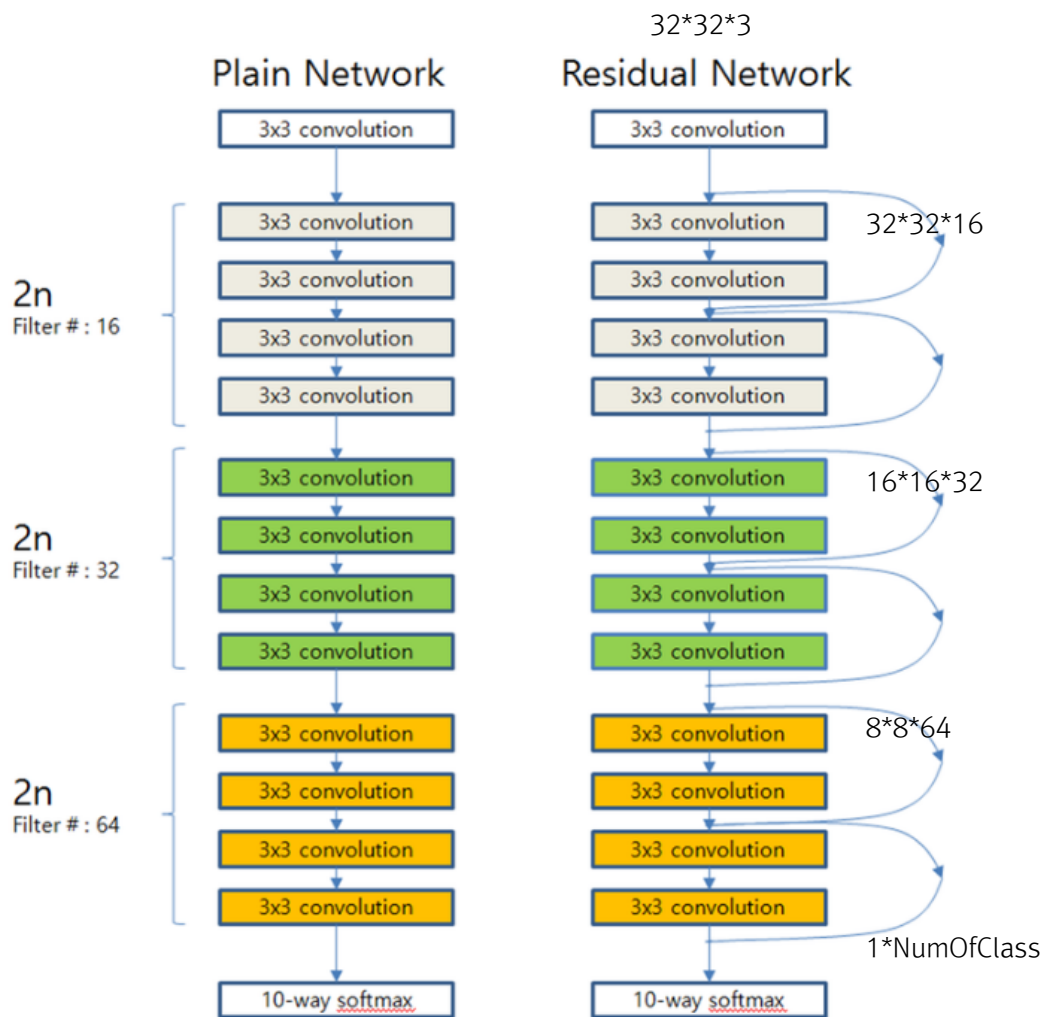 32*32*3
Plain Network
Residual Network
3x3 convolution
3x3 convolution
2n
Filter # : 16
3x3 convolution
3x3 convolution
3x3 convolution
3x3 convolution
3x3 convolution
3x3 convolution
3x3 convolution
3x3 convolution
32*32*16
2n
Filter # : 32
3x3 convolution
3x3 convolution
3x3 convolution
3x3 convolution
3x3 convolution
3x3 convolution
3x3 convolution
3x3 convolution
16*16*32
2n
Filter # : 64
3x3 convolution
3x3 convolution
3x3 convolution
3x3 convolution
3x3 convolution
3x3 convolution
3x3 convolution
3x3 convolution
8*8*64
1*NumOfClass
10-way softmax
10-way softmax